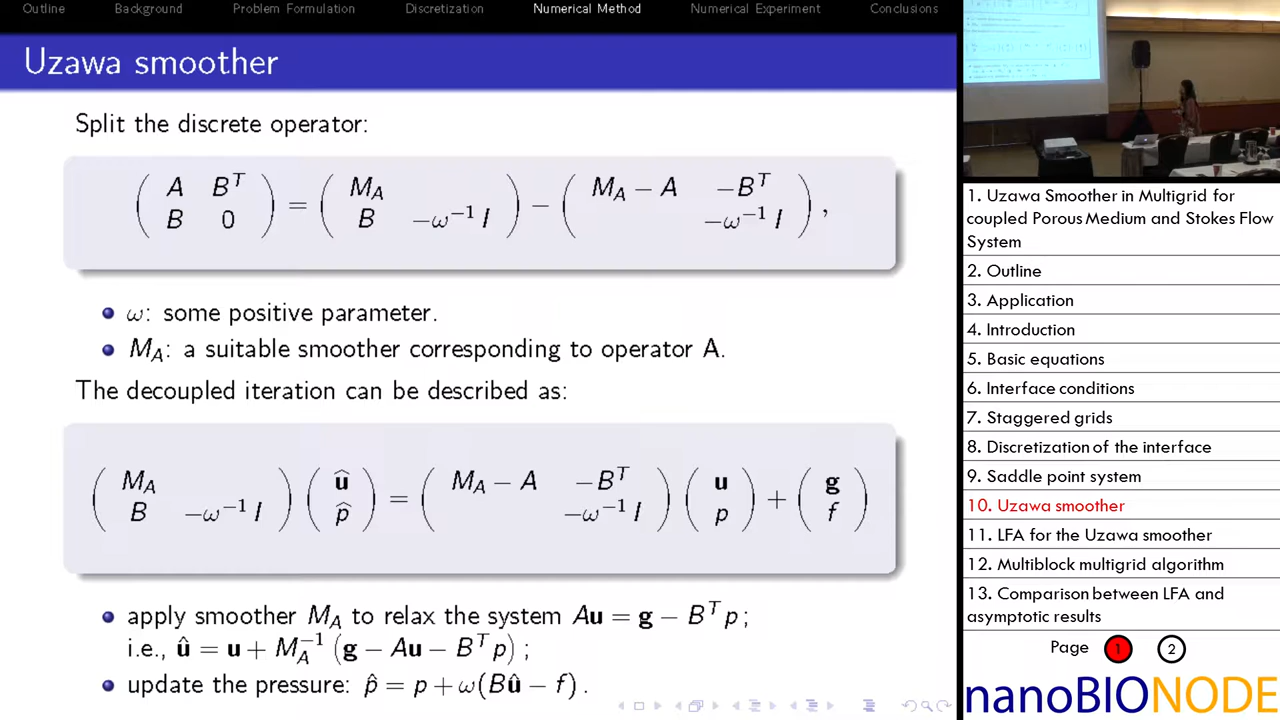 Outline Background Problem Formulation Discretization Numerical Method Numerical Experiment Conclusions
Uzawa smoother
Split the discrete operator:
( A B^T ; B 0 ) = ( M_A ; B −ω^−1 I ) − ( M_A − A −B^T ; −ω^−1 I ) ,
ω: some positive parameter.
M_A: a suitable smoother corresponding to operator A.
The decoupled iteration can be described as:
( M_A ; B −ω^−1 I ) ( û ; p̂ ) = ( M_A − A −B^T ; −ω^−1 I ) ( u ; p ) + ( g ; f )
apply smoother M_A to relax the system Au = g − B^T p ;
i.e., û = u + M_A^−1 (g − Au − B^T p) ;
update the pressure: p̂ = p + ω(Bû − f) .
1. Uzawa Smoother in Multigrid for
coupled Porous Medium and Stokes Flow
System
2. Outline
3. Application
4. Introduction
5. Basic equations
6. Interface conditions
7. Staggered grids
8. Discretization of the interface
9. Saddle point system
10. Uzawa smoother
11. LFA for the Uzawa smoother
12. Multiblock multigrid algorithm
13. Comparison between LFA and
asymptotic results
Page 1 2
nanoBIONODE